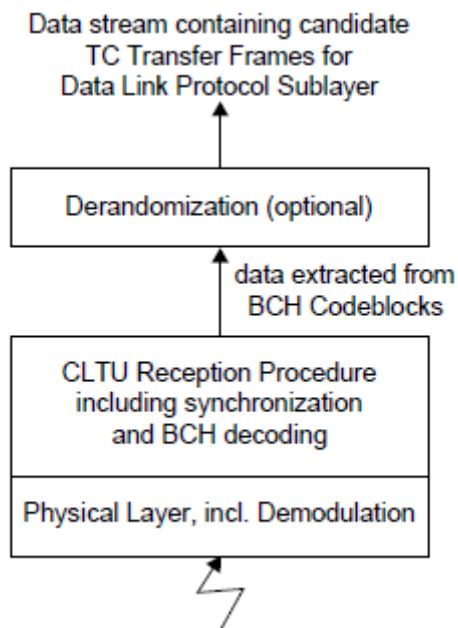 Data stream containing candidate
TC Transfer Frames for
Data Link Protocol Sublayer
Derandomization (optional)
data extracted from
BCH Codeblocks
CLTU Reception Procedure
including synchronization
and BCH decoding
Physical Layer, incl. Demodulation